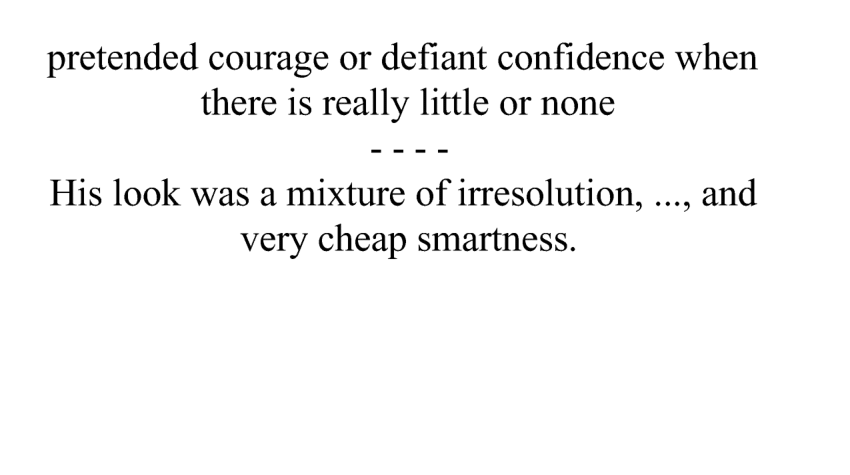 pretended courage or defiant confidence when
there is really little or none
- - - -
His look was a mixture of irresolution, ..., and
very cheap smartness.